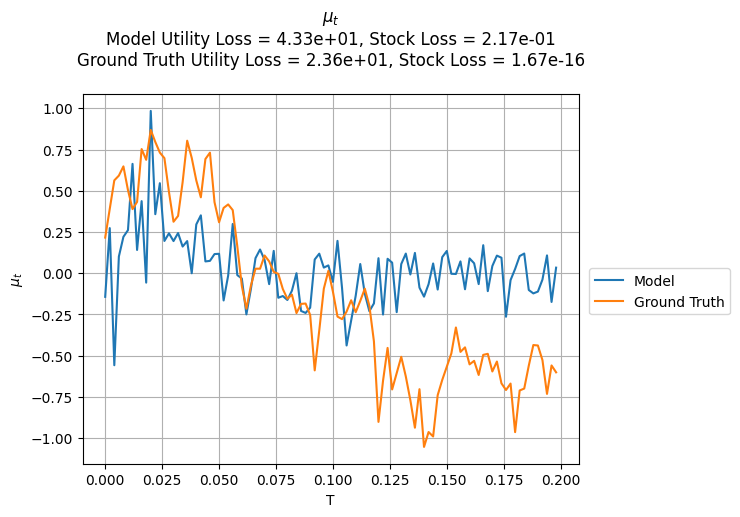 μ_t
Model Utility Loss = 4.33e+01, Stock Loss = 2.17e-01
Ground Truth Utility Loss = 2.36e+01, Stock Loss = 1.67e-16
1.00
0.75
0.50
0.25
0.00
−0.25
−0.50
−0.75
−1.00
μ_t
0.000 0.025 0.050 0.075 0.100 0.125 0.150 0.175 0.200
T
Model
Ground Truth